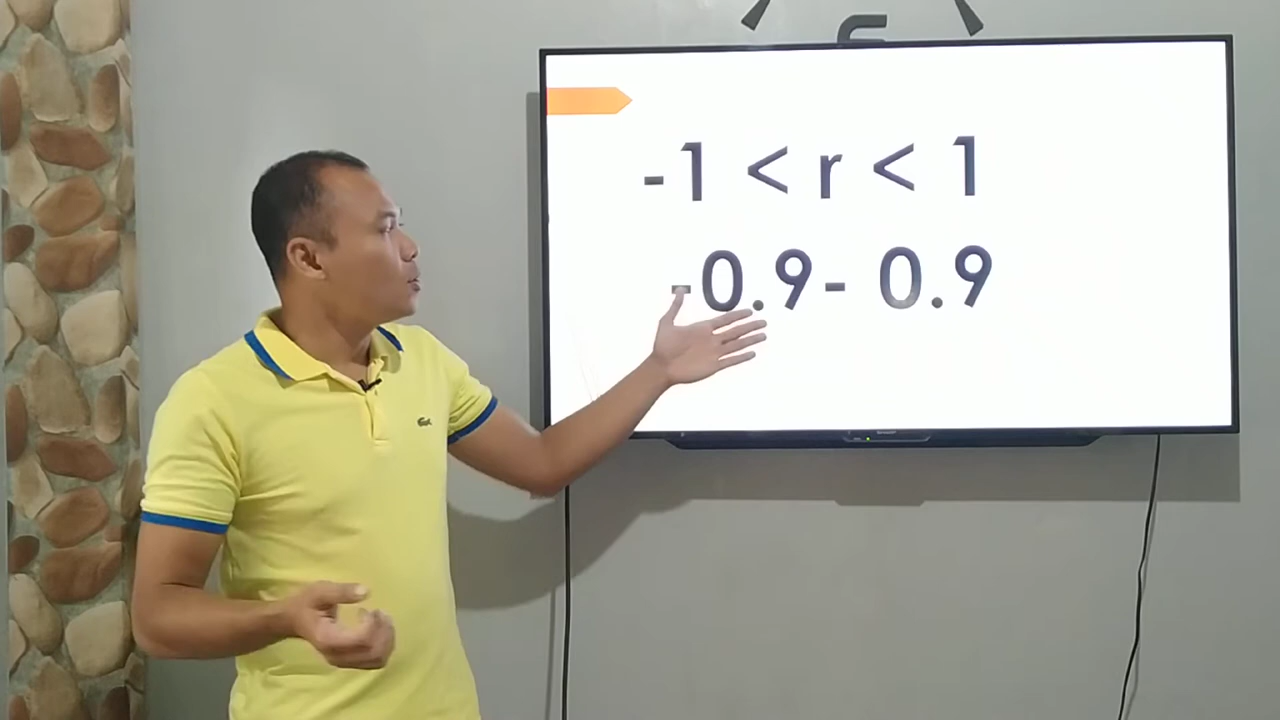 -1 < r < 1
-0.9- 0.9